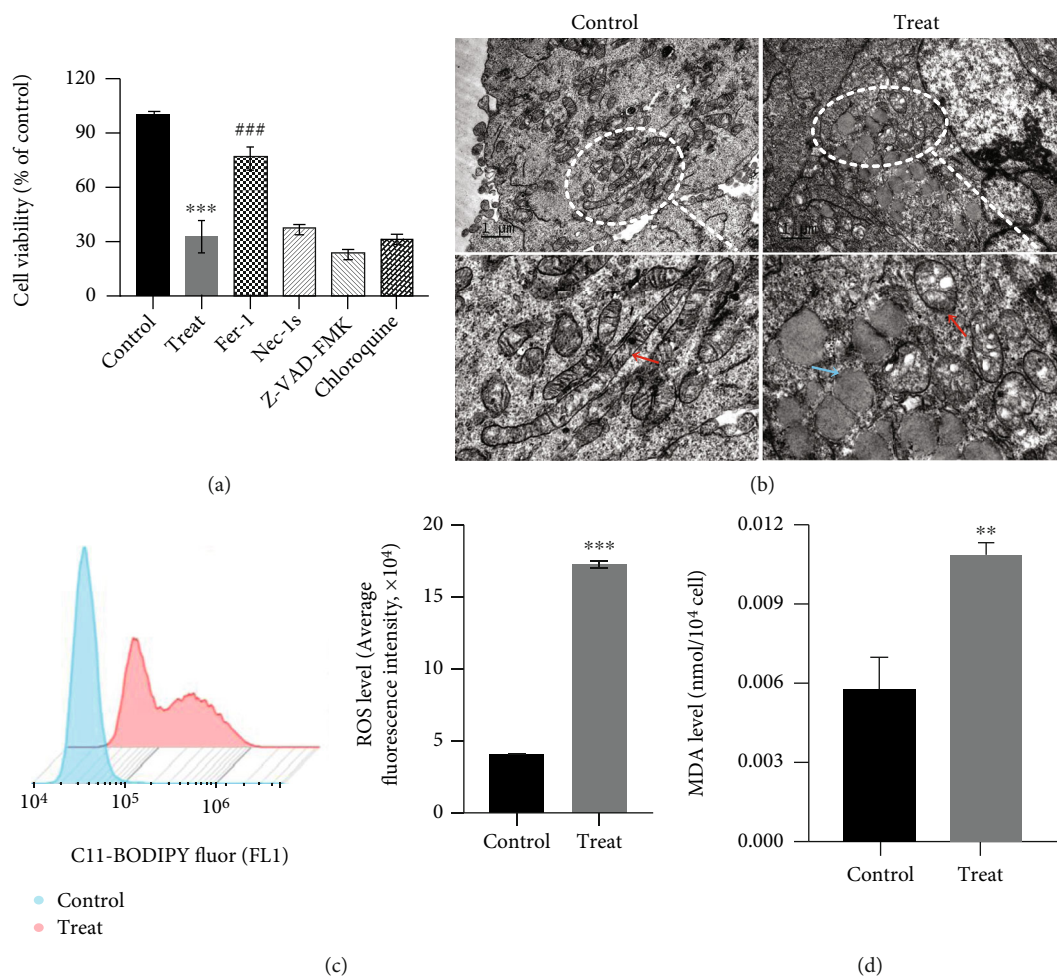 120
90
60
30
0
Cell viability (% of control)
***
###
Control
Treat
Fer-1
Nec-1s
Z-VAD-FMK
Chloroquine
(a)
Control
Treat
1 μm
1 μm
(b)
10⁴
10⁵
10⁶
C11-BODIPY fluor (FL1)
Control
Treat
20
15
10
5
0
ROS level (Average
fluorescence intensity, ×10⁴)
***
Control
Treat
(c)
0.012
0.009
0.006
0.003
0.000
MDA level (nmol/10⁴ cell)
**
Control
Treat
(d)